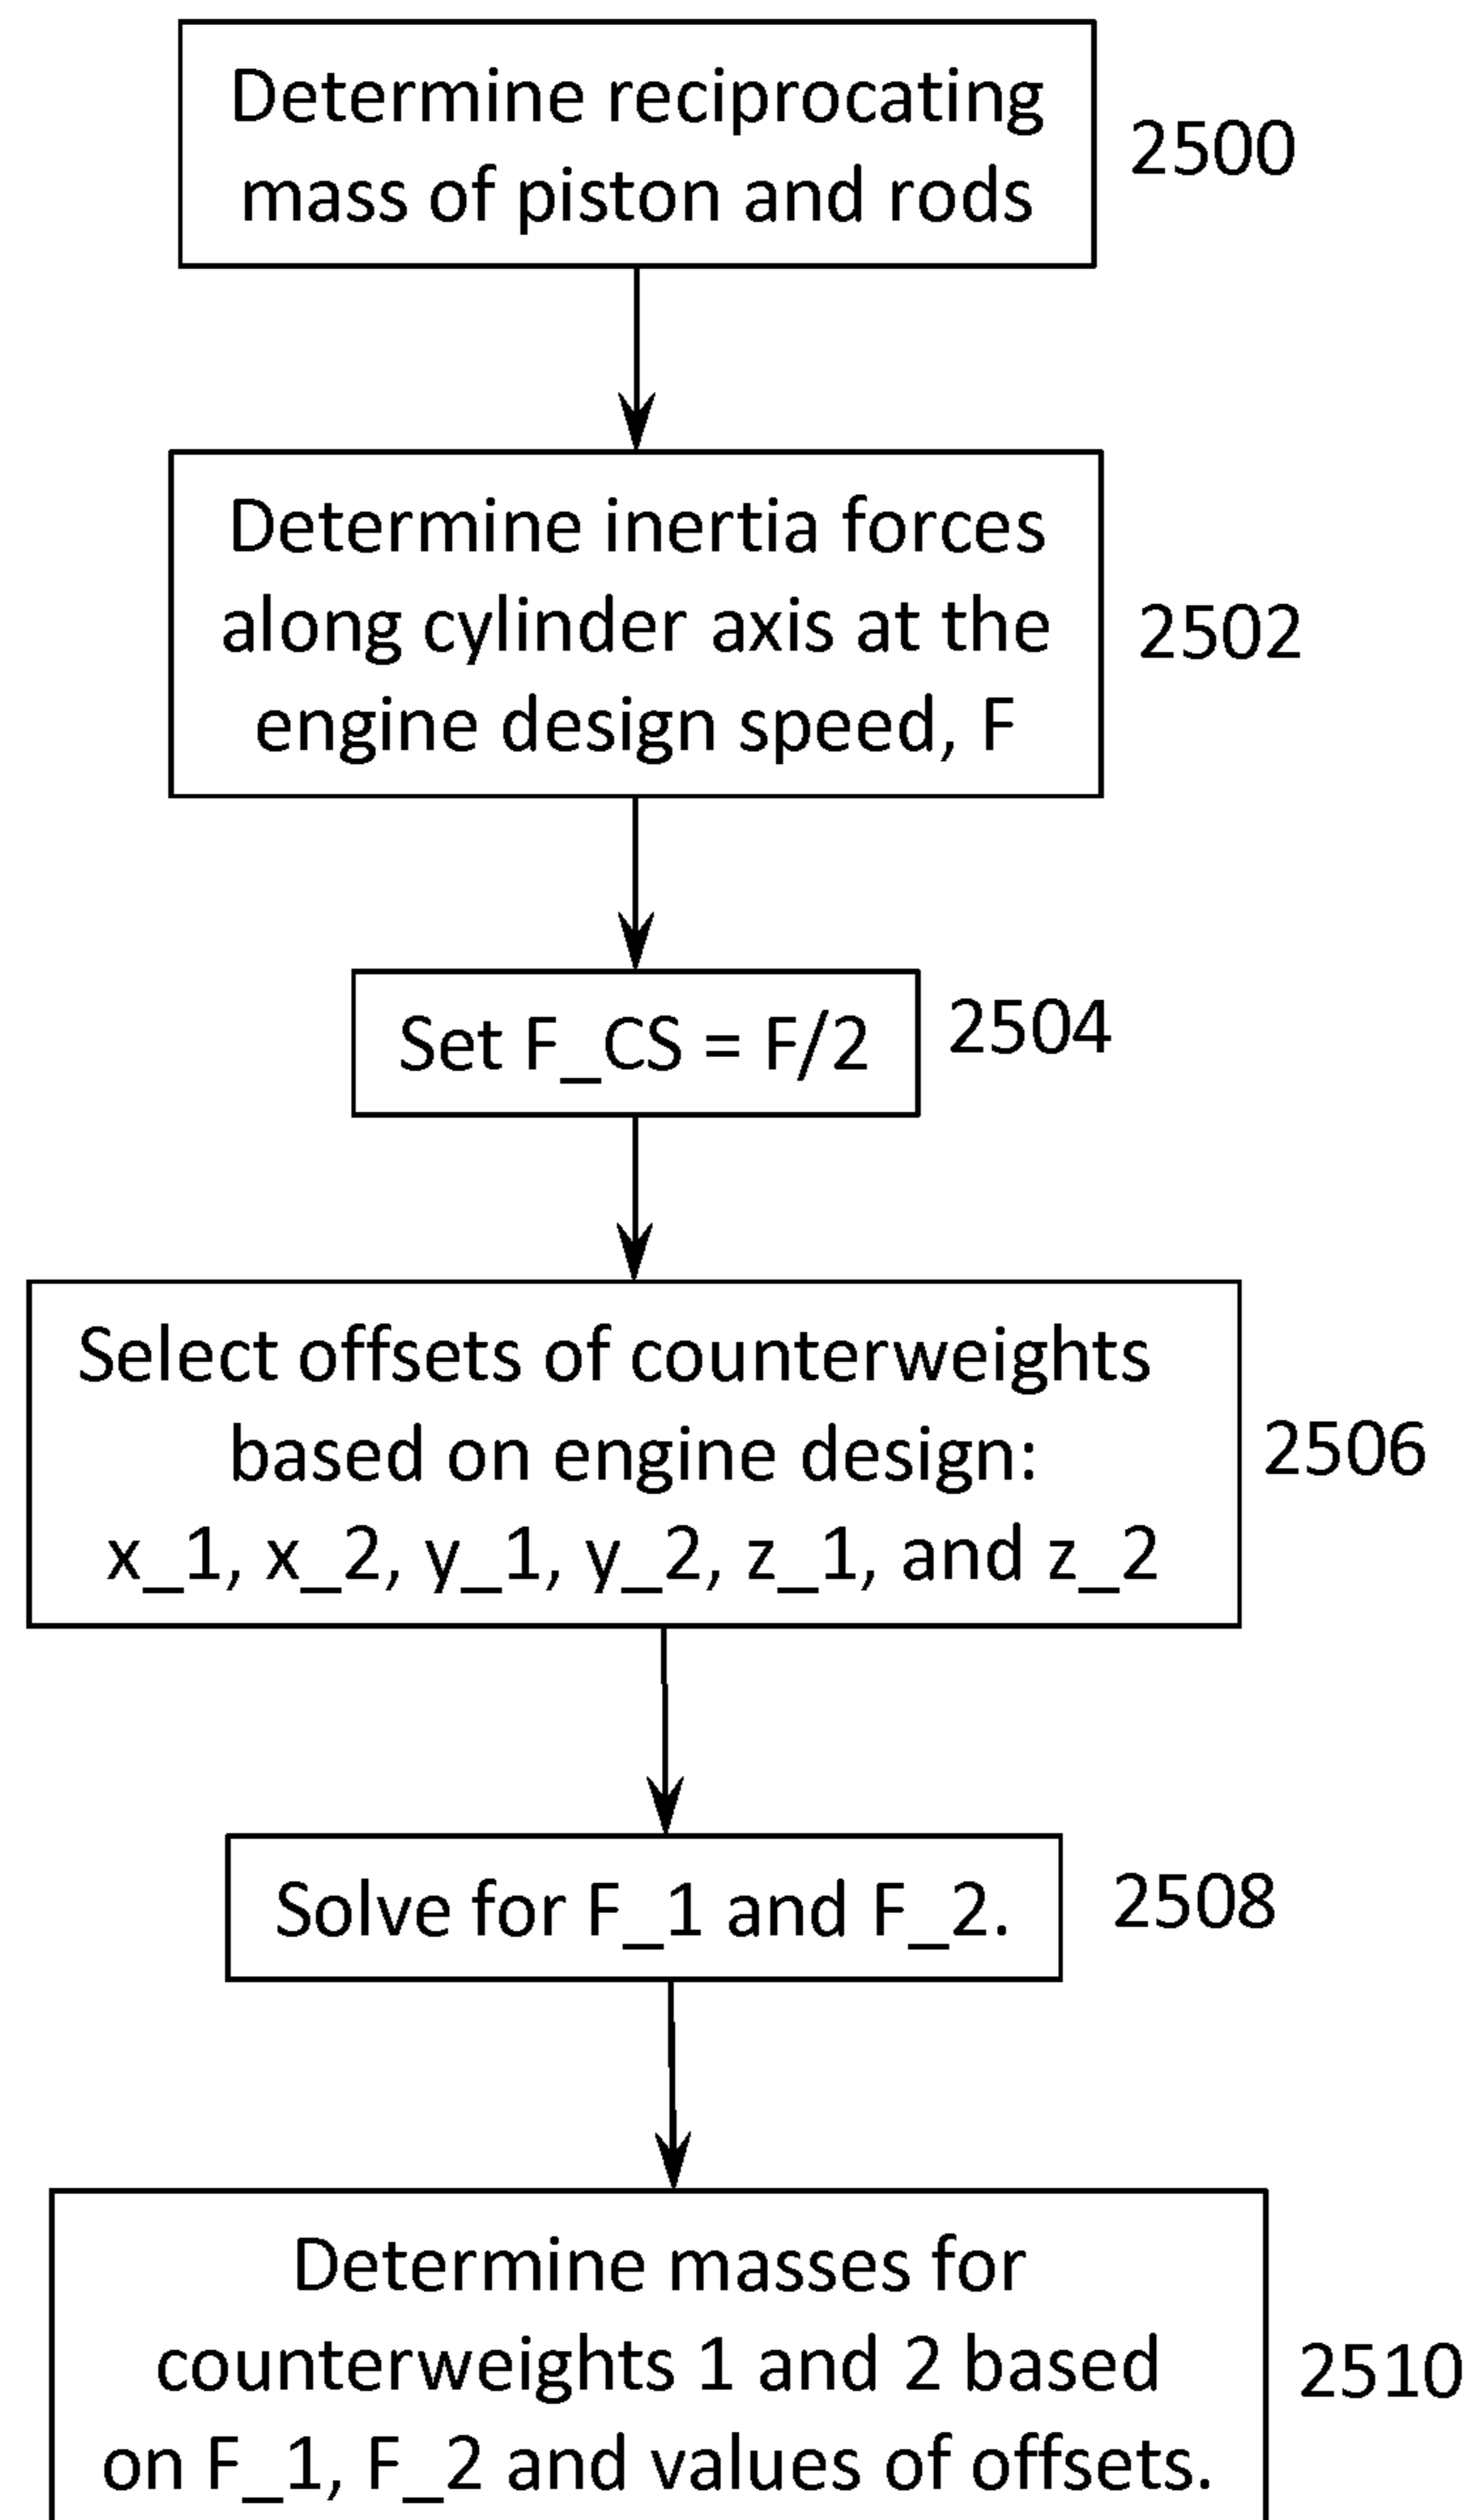 Determine reciprocating
mass of piston and rods
2500
Determine inertia forces
along cylinder axis at the
engine design speed, F
2502
Set F_CS = F/2
2504
Select offsets of counterweights
based on engine design:
x_1, x_2, y_1, y_2, z_1, and z_2
2506
Solve for F_1 and F_2.
2508
Determine masses for
counterweights 1 and 2 based
on F_1, F_2 and values of offsets.
2510